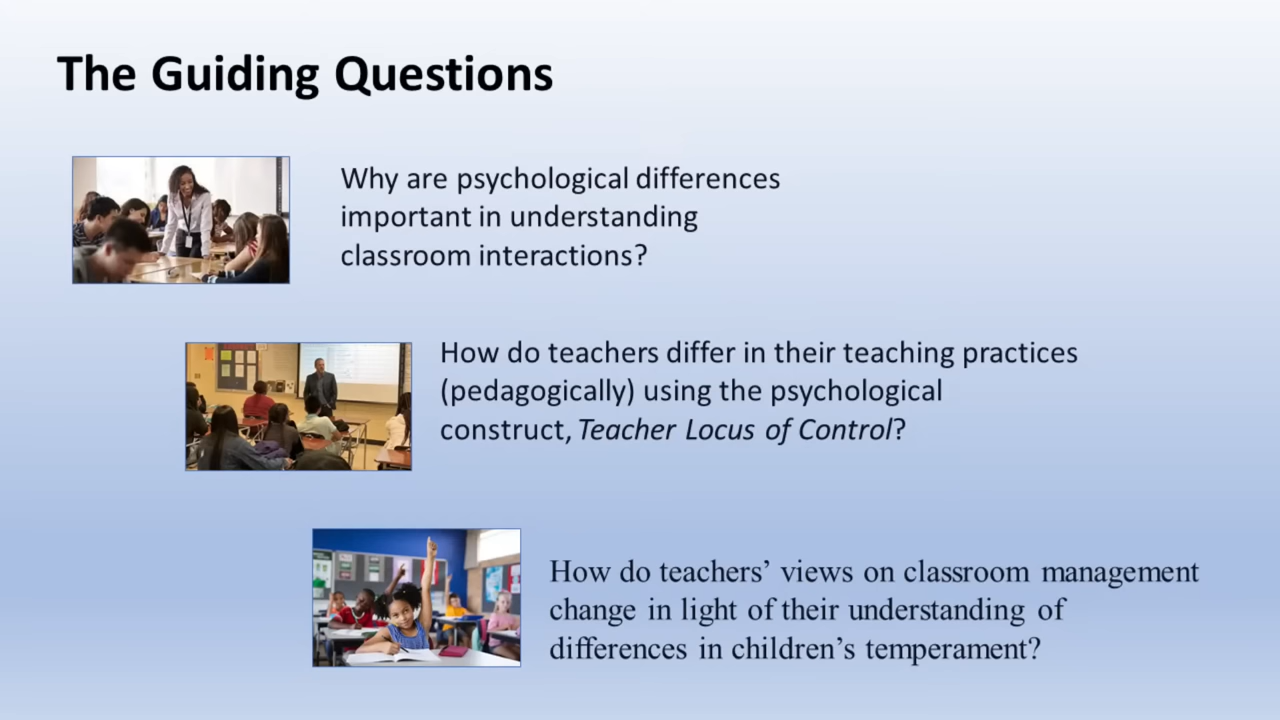 The Guiding Questions
Why are psychological differences
important in understanding
classroom interactions?
How do teachers differ in their teaching practices
(pedagogically) using the psychological
construct, Teacher Locus of Control?
How do teachers’ views on classroom management
change in light of their understanding of
differences in children’s temperament?